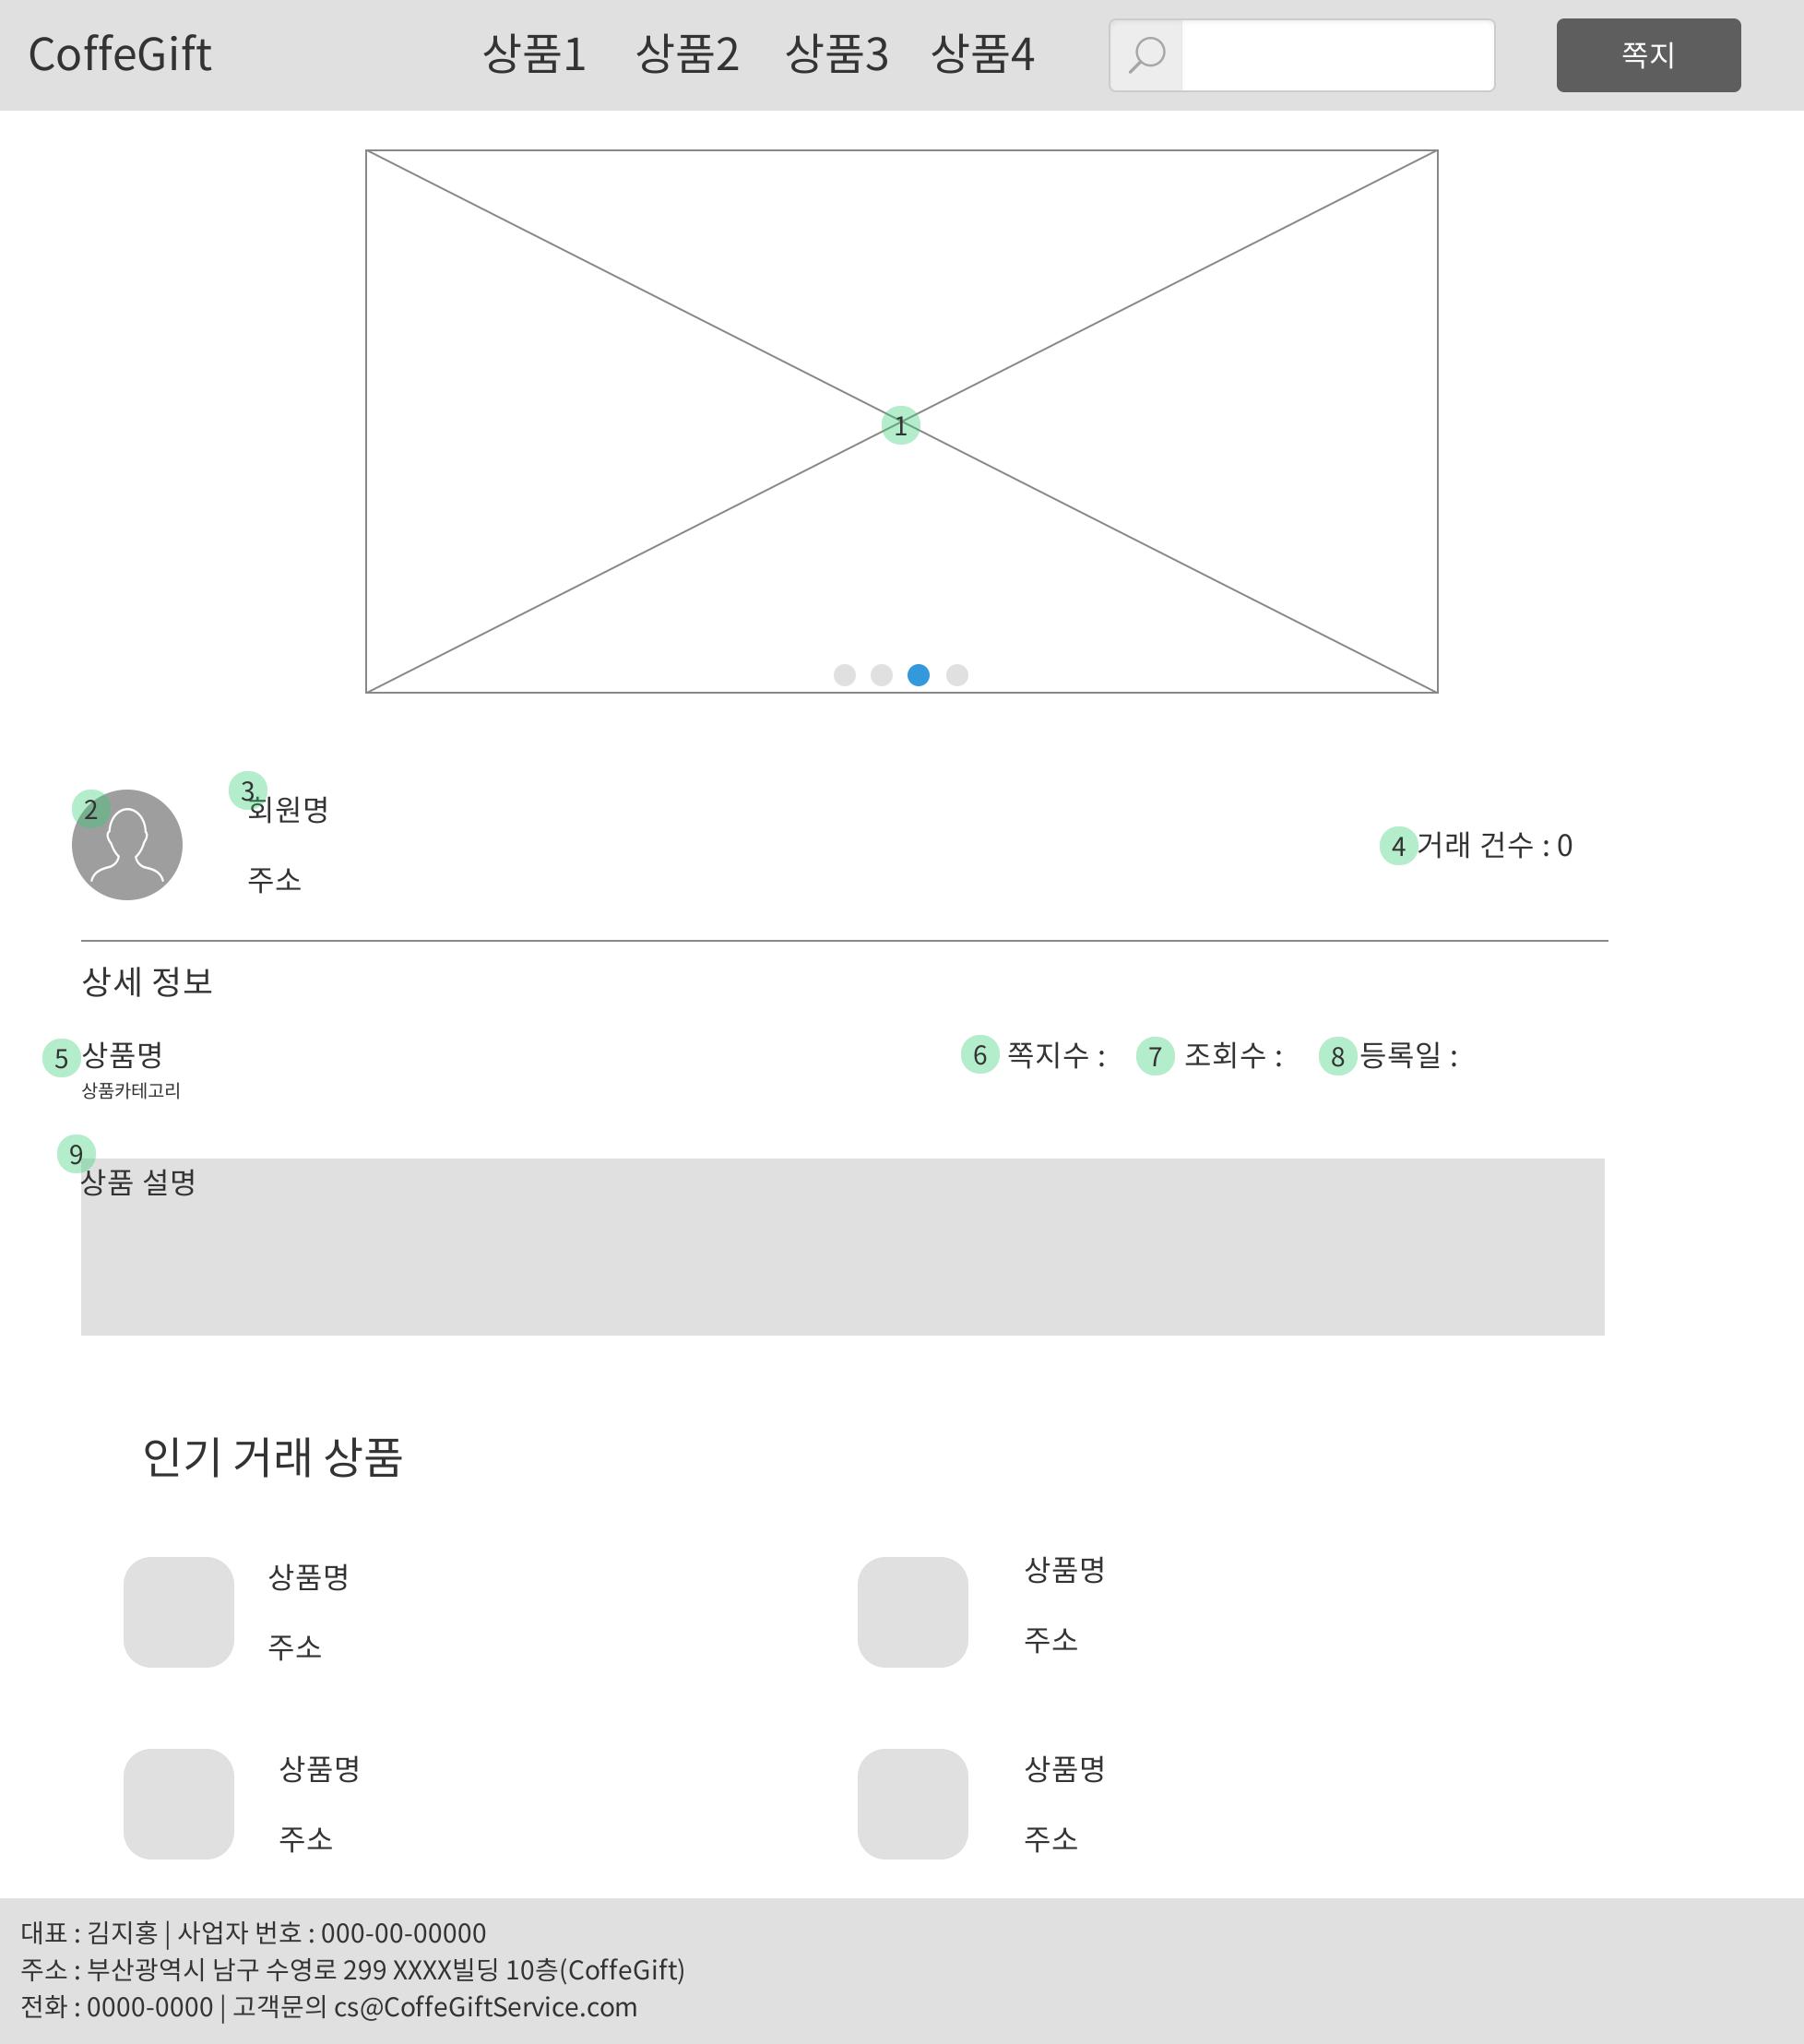 CoffeGift 상품1 상품2 상품3 상품4 쪽지
1
2 3 회원명
4 거래 건수 : 0
주소
상세 정보
5 상품명 6 쪽지수 : 7 조회수 : 8 등록일 :
상품카테고리
9
상품 설명
인기 거래 상품
상품명 상품명
주소 주소
상품명 상품명
주소 주소
대표 : 김지홍 | 사업자 번호 : 000-00-00000
주소 : 부산광역시 남구 수영로 299 XXXX빌딩 10층(CoffeGift)
전화 : 0000-0000 | 고객문의 cs@CoffeGiftService.com